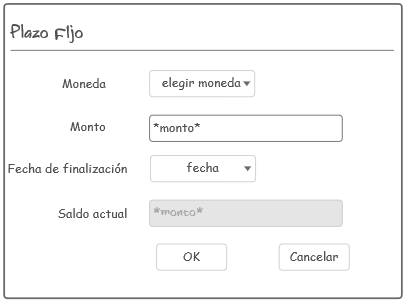 Plazo Fijo
Moneda elegir moneda
Monto *monto*
Fecha de finalización fecha
Saldo actual *monto*
OK Cancelar